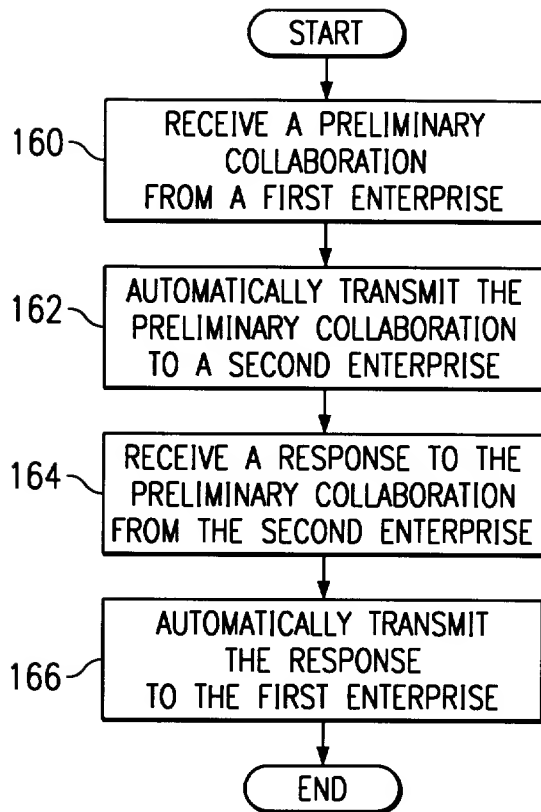 START
160
RECEIVE A PRELIMINARY
COLLABORATION
FROM A FIRST ENTERPRISE
162
AUTOMATICALLY TRANSMIT THE
PRELIMINARY COLLABORATION
TO A SECOND ENTERPRISE
164
RECEIVE A RESPONSE TO THE
PRELIMINARY COLLABORATION
FROM THE SECOND ENTERPRISE
166
AUTOMATICALLY TRANSMIT
THE RESPONSE
TO THE FIRST ENTERPRISE
END